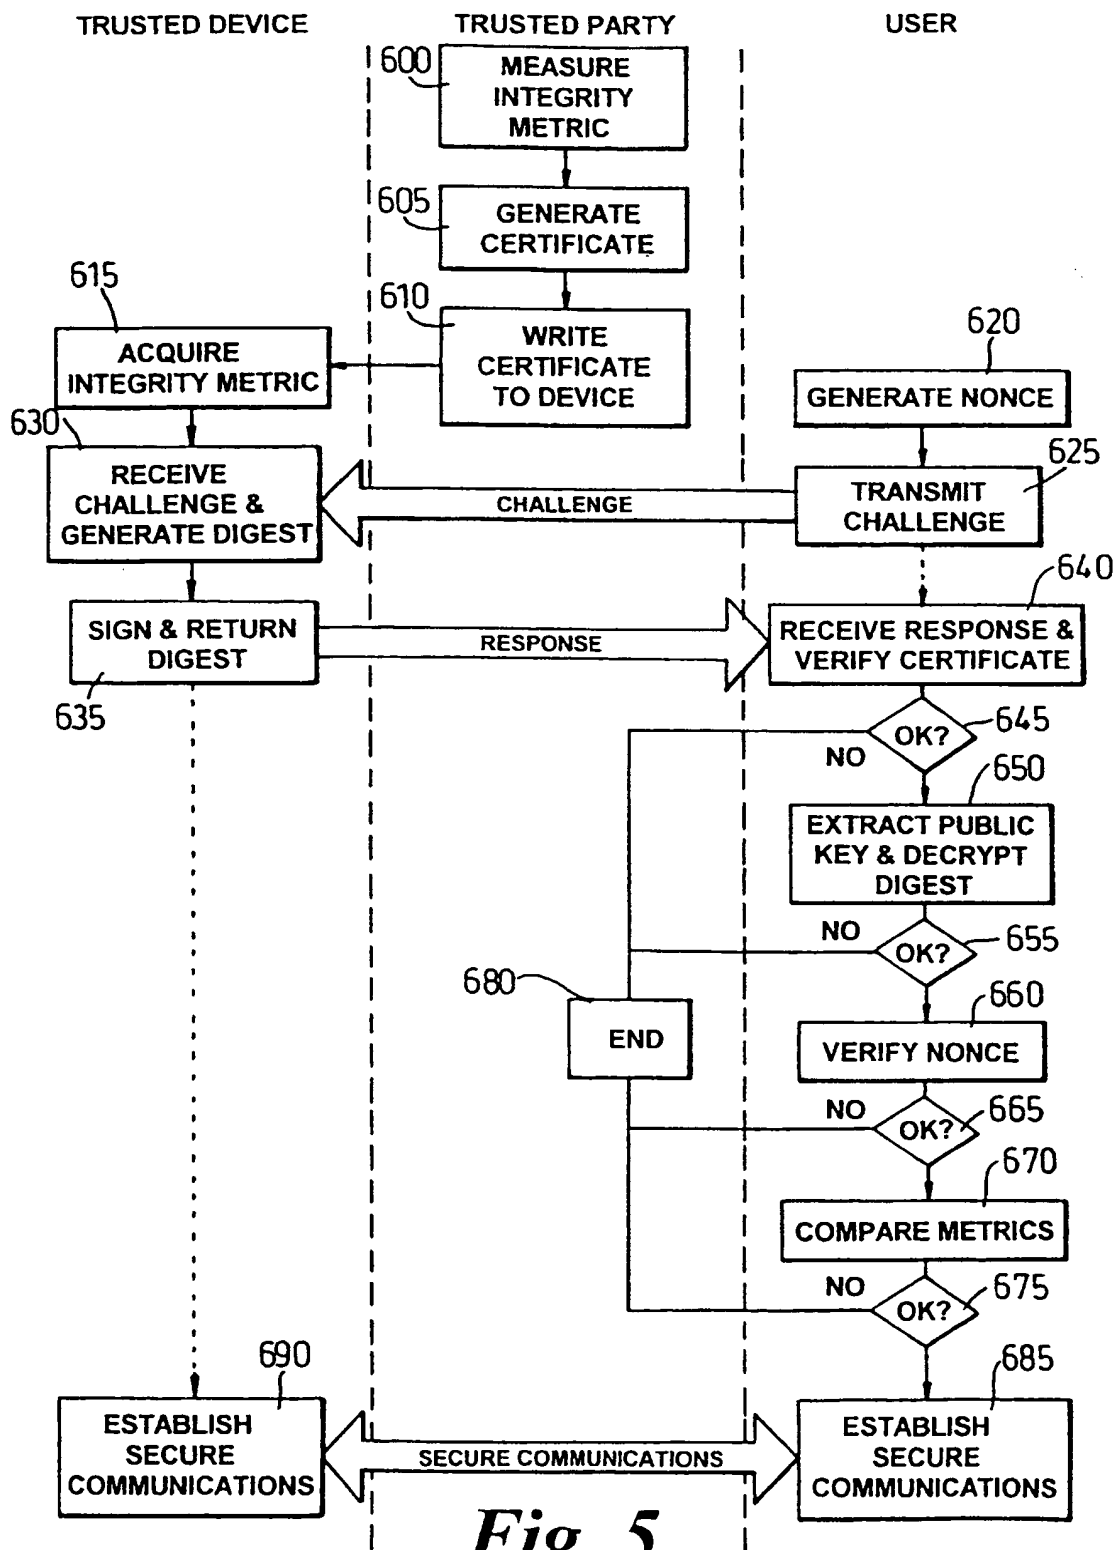 TRUSTED DEVICE
TRUSTED PARTY
USER
600
MEASURE
INTEGRITY
METRIC
605
GENERATE
CERTIFICATE
610
WRITE
CERTIFICATE
TO DEVICE
615
ACQUIRE
INTEGRITY METRIC
620
GENERATE NONCE
625
TRANSMIT
CHALLENGE
CHALLENGE
630
RECEIVE
CHALLENGE &
GENERATE DIGEST
635
SIGN & RETURN
DIGEST
RESPONSE
640
RECEIVE RESPONSE &
VERIFY CERTIFICATE
645
OK?
NO
650
EXTRACT PUBLIC
KEY & DECRYPT
DIGEST
655
OK?
NO
680
END
660
VERIFY NONCE
665
OK?
NO
670
COMPARE METRICS
675
OK?
NO
690
ESTABLISH
SECURE
COMMUNICATIONS
SECURE COMMUNICATIONS
685
ESTABLISH
SECURE
COMMUNICATIONS
Fig. 5